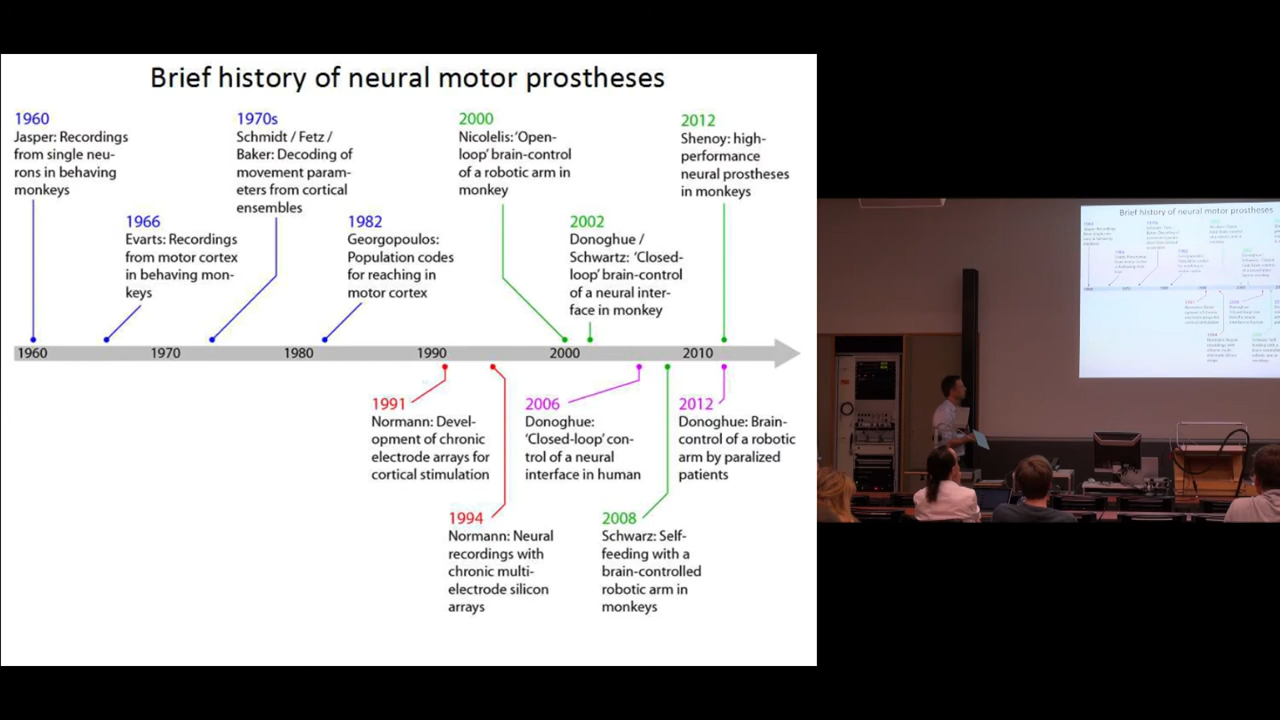 Brief history of neural motor prostheses
1960
Jasper: Recordings
from single neu-
rons in behaving
monkeys
1966
Evarts: Recordings
from motor cortex
in behaving mon-
keys
1970s
Schmidt / Fetz /
Baker: Decoding of
movement param-
eters from cortical
ensembles
1982
Georgopoulos:
Population codes
for reaching in
motor cortex
2000
Nicolelis: 'Open-
loop' brain-control
of a robotic arm in
monkey
2002
Donoghue /
Schwartz: 'Closed-
loop' brain-control
of a neural inter-
face in monkey
2012
Shenoy: high-
performance
neural prostheses
in monkeys
1960 1970 1980 1990 2000 2010
1991
Normann: Devel-
opment of chronic
electrode arrays for
cortical stimulation
1994
Normann: Neural
recordings with
chronic multi-
electrode silicon
arrays
2006
Donoghue:
'Closed-loop' con-
trol of a neural
interface in human
2008
Schwarz: Self-
feeding with a
brain-controlled
robotic arm in
monkeys
2012
Donoghue: Brain-
control of a robotic
arm by paralized
patients
Brief history of neural motor prostheses